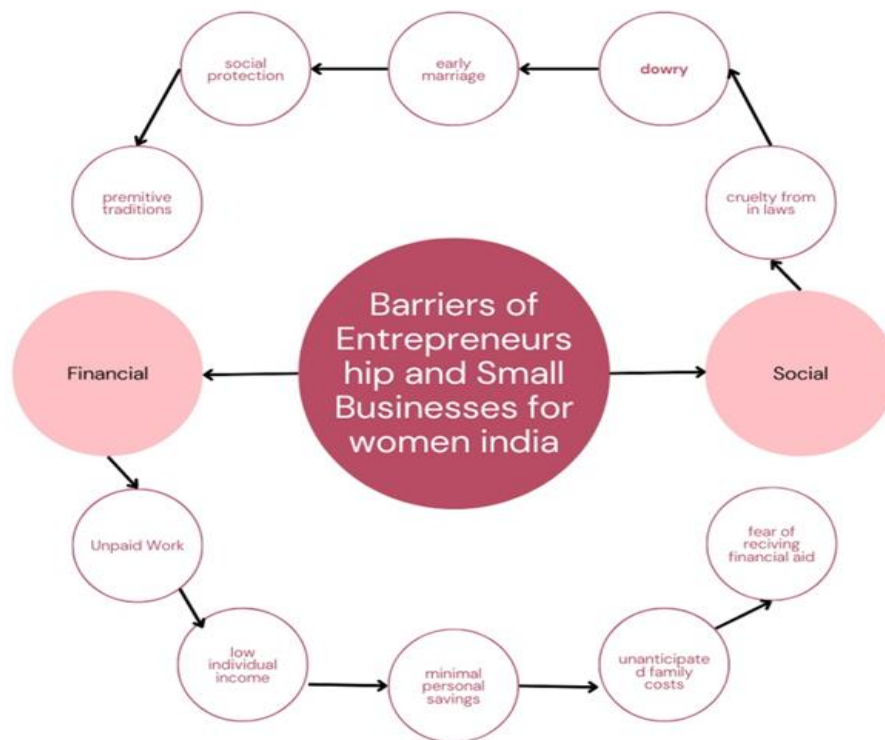 social
protection
early
marriage
dowry
premitive
traditions
cruelty from
in laws
Barriers of
Entrepreneurs
hip and Small
Businesses for
women india
Financial
Social
Unpaid Work
fear of
reciving
financial aid
low
individual
income
minimal
personal
savings
unanticipate
d family
costs